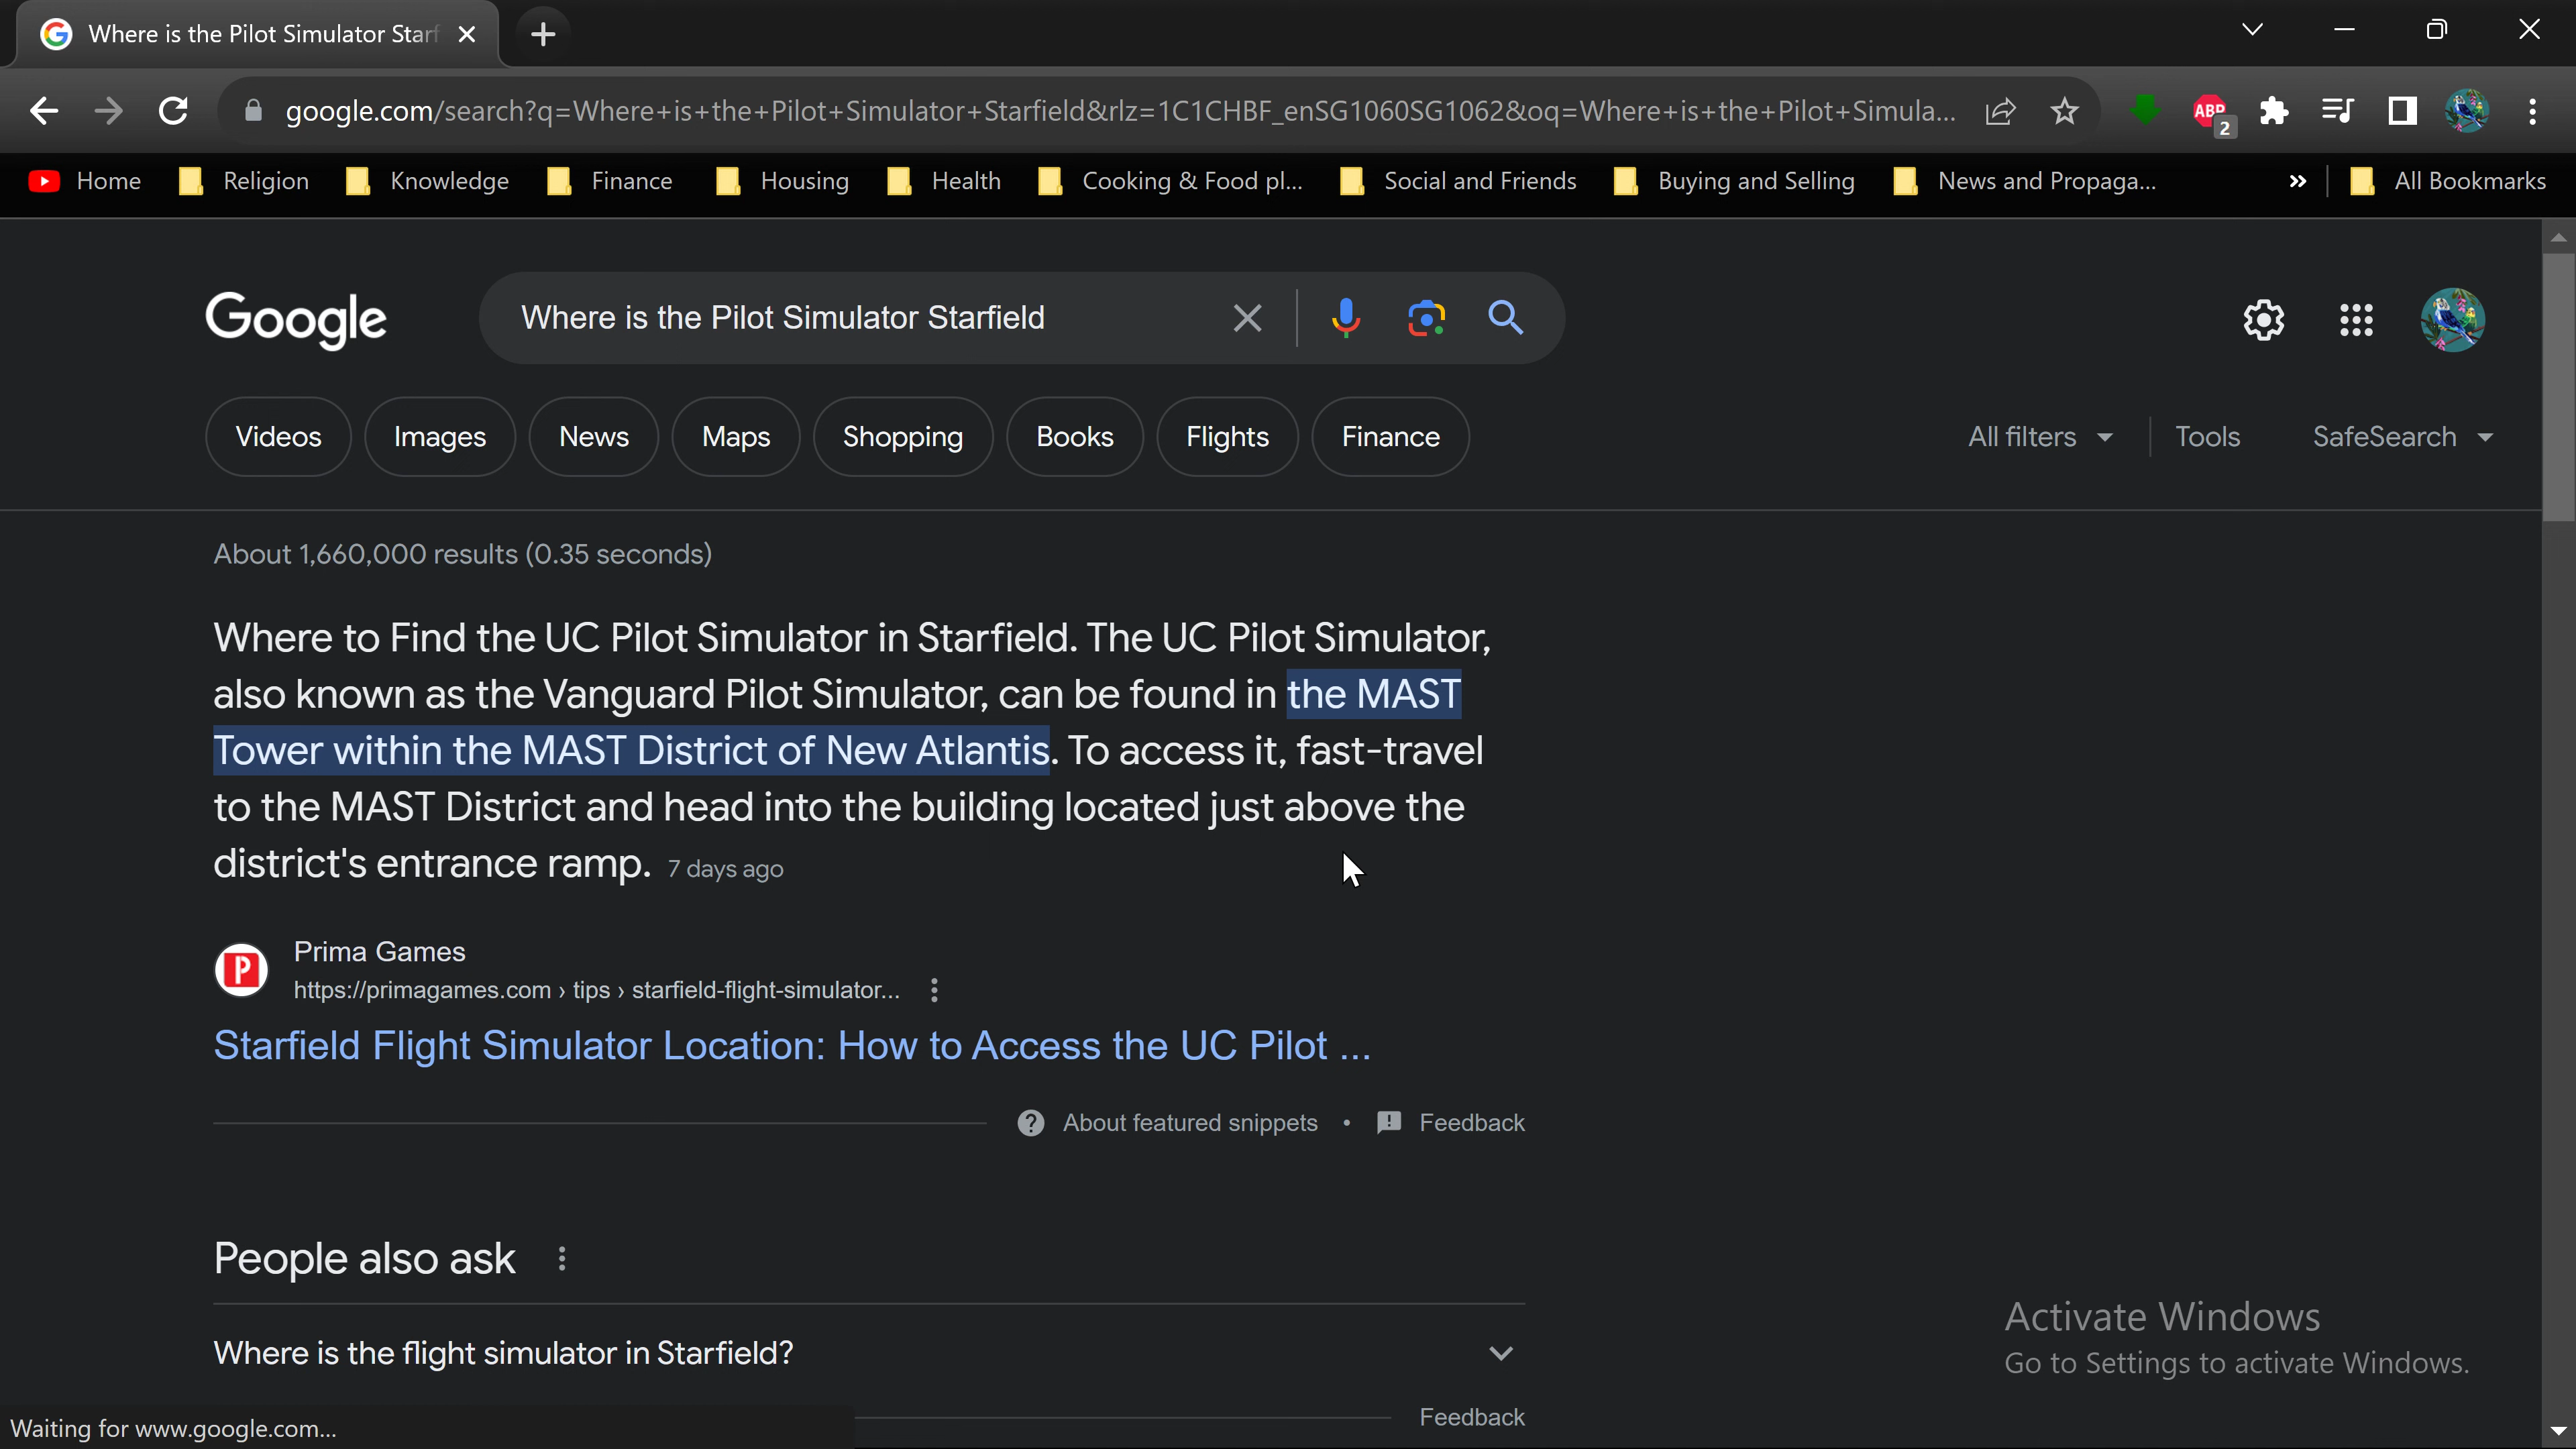 Where is the Pilot Simulator Starf
google.com/search?q=Where+is+the+Pilot+Simulator+Starfield&rlz=1C1CHBF_enSG1060SG1062&oq=Where+is+the+Pilot+Simula...
ABP
2
Home Religion Knowledge Finance Housing Health Cooking & Food pl... Social and Friends Buying and Selling News and Propaga... » All Bookmarks
Google
Where is the Pilot Simulator Starfield
Videos Images News Maps Shopping Books Flights Finance All filters Tools SafeSearch
About 1,660,000 results (0.35 seconds)
Where to Find the UC Pilot Simulator in Starfield. The UC Pilot Simulator,
also known as the Vanguard Pilot Simulator, can be found in the MAST
Tower within the MAST District of New Atlantis. To access it, fast-travel
to the MAST District and head into the building located just above the
district's entrance ramp. 7 days ago
P
Prima Games
https://primagames.com › tips › starfield-flight-simulator...
Starfield Flight Simulator Location: How to Access the UC Pilot ...
About featured snippets • Feedback
People also ask
Where is the flight simulator in Starfield?
Feedback
Activate Windows
Go to Settings to activate Windows.
Waiting for www.google.com...